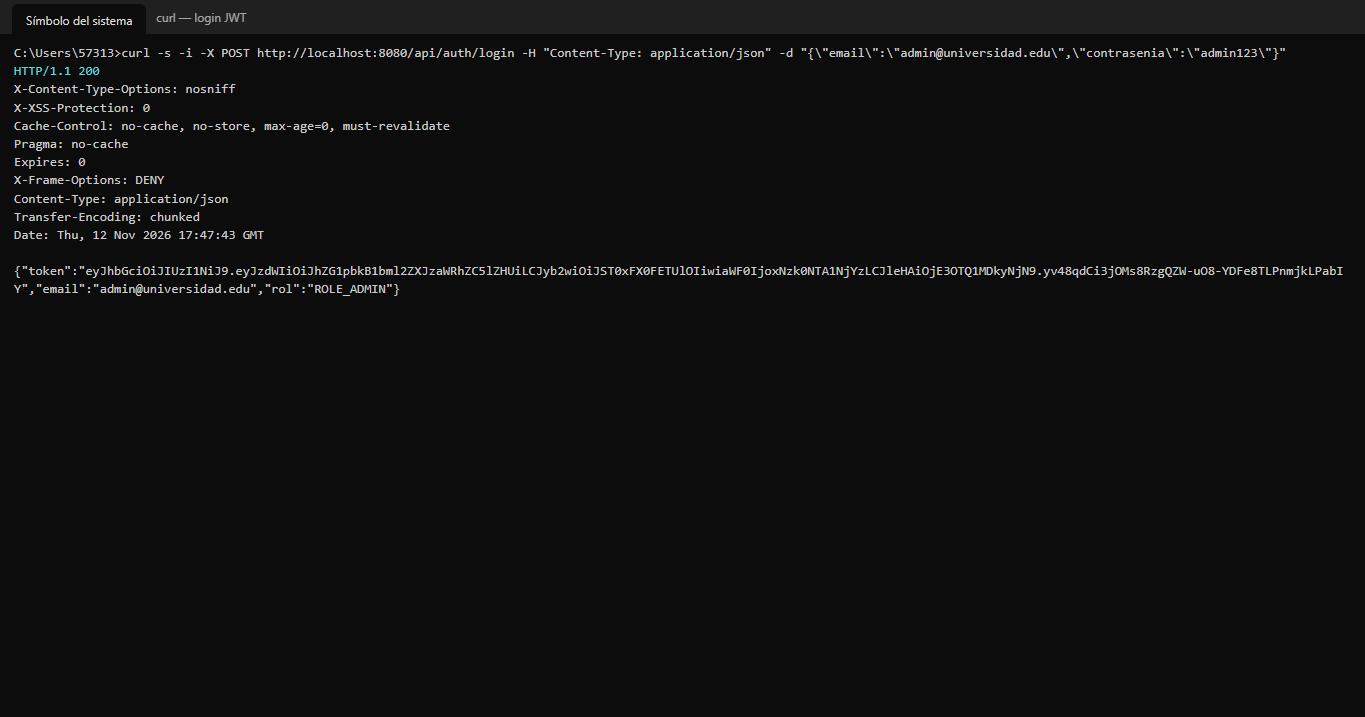 Símbolo del sistema
curl — login JWT
C:\Users\57313>curl -s -i -X POST http://localhost:8080/api/auth/login -H "Content-Type: application/json" -d "{\"email\":\"admin@universidad.edu\",\"contrasenia\":\"admin123\"}"
HTTP/1.1 200
X-Content-Type-Options: nosniff
X-XSS-Protection: 0
Cache-Control: no-cache, no-store, max-age=0, must-revalidate
Pragma: no-cache
Expires: 0
X-Frame-Options: DENY
Content-Type: application/json
Transfer-Encoding: chunked
Date: Thu, 12 Nov 2026 17:47:43 GMT
{"token":"eyJhbGciOiJIUzI1NiJ9.eyJzdWIiOiJhZG1pbkB1bml2ZXJzaWRhZC5lZHUiLCJyb2wiOiJST0xFX0FETUlOIiwiaWF0IjoxNzk0NTA1NjYzLCJleHAiOjE3OTQ1MDkyNjN9.yv48qdCi3jOMs8RzgQZW-uO8-YDFe8TLPnmjkLPabI
Y","email":"admin@universidad.edu","rol":"ROLE_ADMIN"}